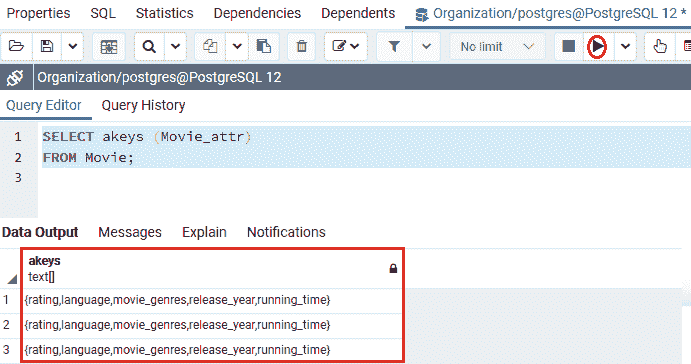 Properties SQL Statistics Dependencies Dependents Organization/postgres@PostgreSQL 12 *
No limit
Organization/postgres@PostgreSQL 12
Query Editor Query History
1 SELECT akeys (Movie_attr)
2 FROM Movie;
3
Data Output Messages Explain Notifications
akeys
text[]
1 {rating,language,movie_genres,release_year,running_time}
2 {rating,language,movie_genres,release_year,running_time}
3 {rating,language,movie_genres,release_year,running_time}